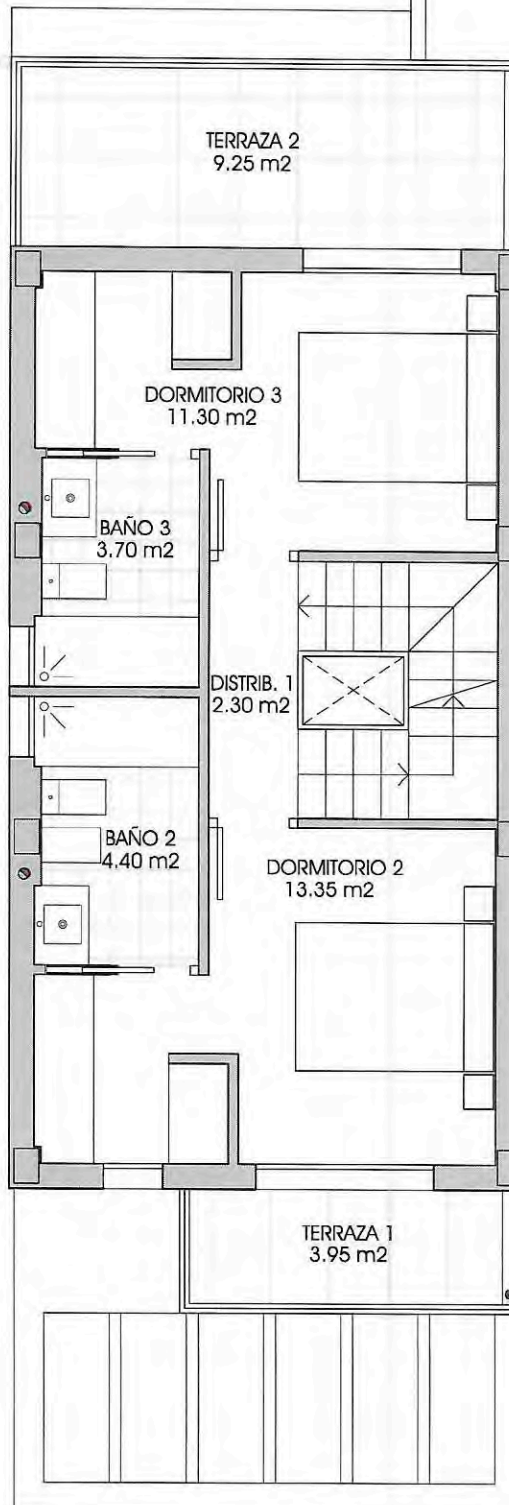 TERRAZA 2
9.25 m2
DORMITORIO 3
11.30 m2
BAÑO 3
3.70 m2
DISTRIB. 1
2.30 m2
BAÑO 2
4.40 m2
DORMITORIO 2
13.35 m2
TERRAZA 1
3.95 m2